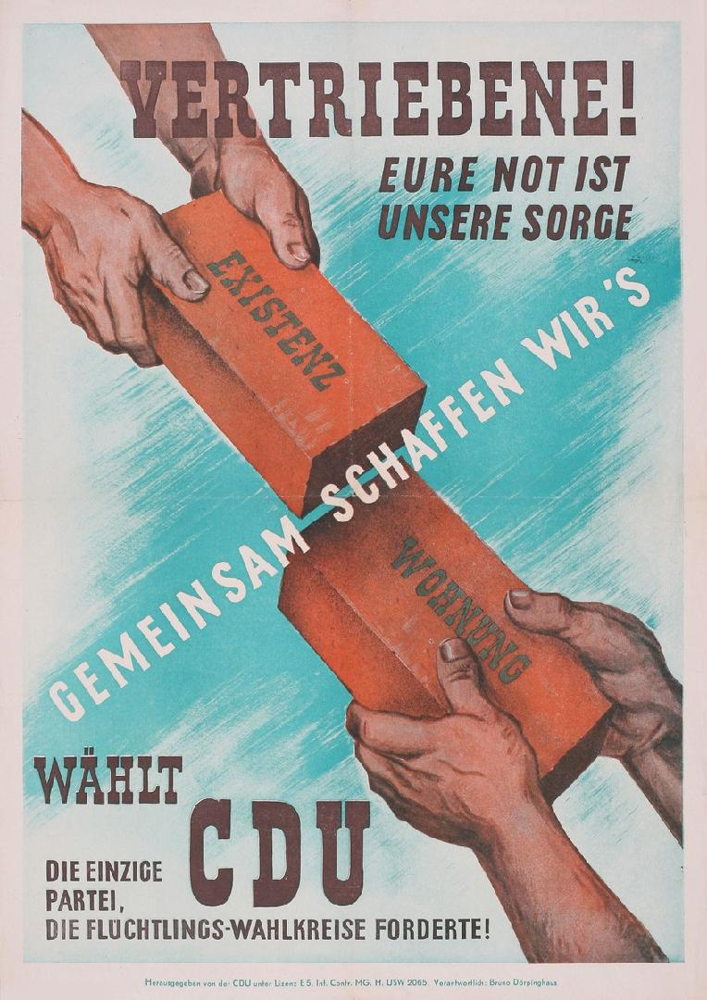 VERTRIEBENE!
EURE NOT IST
UNSERE SORGE
EXISTENZ
GEMEINSAM SCHAFFEN WIR'S
WOHNUNG
WÄHLT
CDU
DIE EINZIGE
PARTEI,
DIE FLÜCHTLINGS-WAHLKREISE FORDERTE!
Herausgegeben von der CDU unter Lizenz E 5. Inf. Contr. MG. H. USW 2065. Verantwortlich: Bruno Dörpinghaus